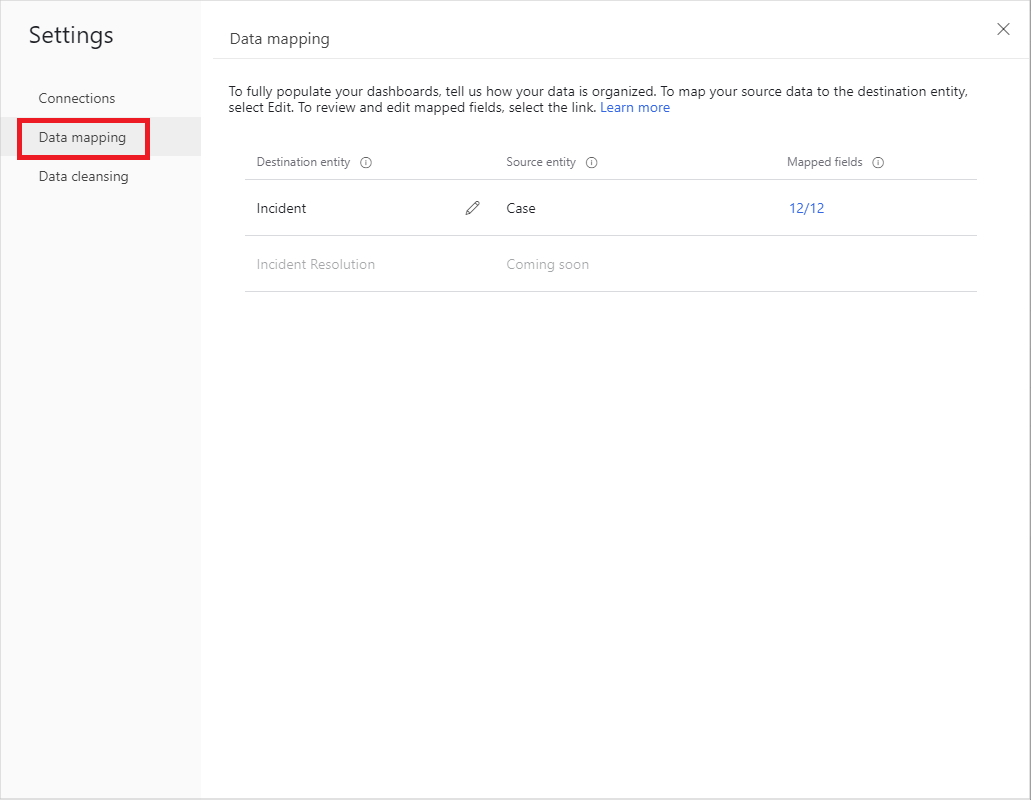 Settings
Connections
Data mapping
Data cleansing
Data mapping
To fully populate your dashboards, tell us how your data is organized. To map your source data to the destination entity,
select Edit. To review and edit mapped fields, select the link. Learn more
Destination entity Source entity Mapped fields
Incident Case 12/12
Incident Resolution Coming soon